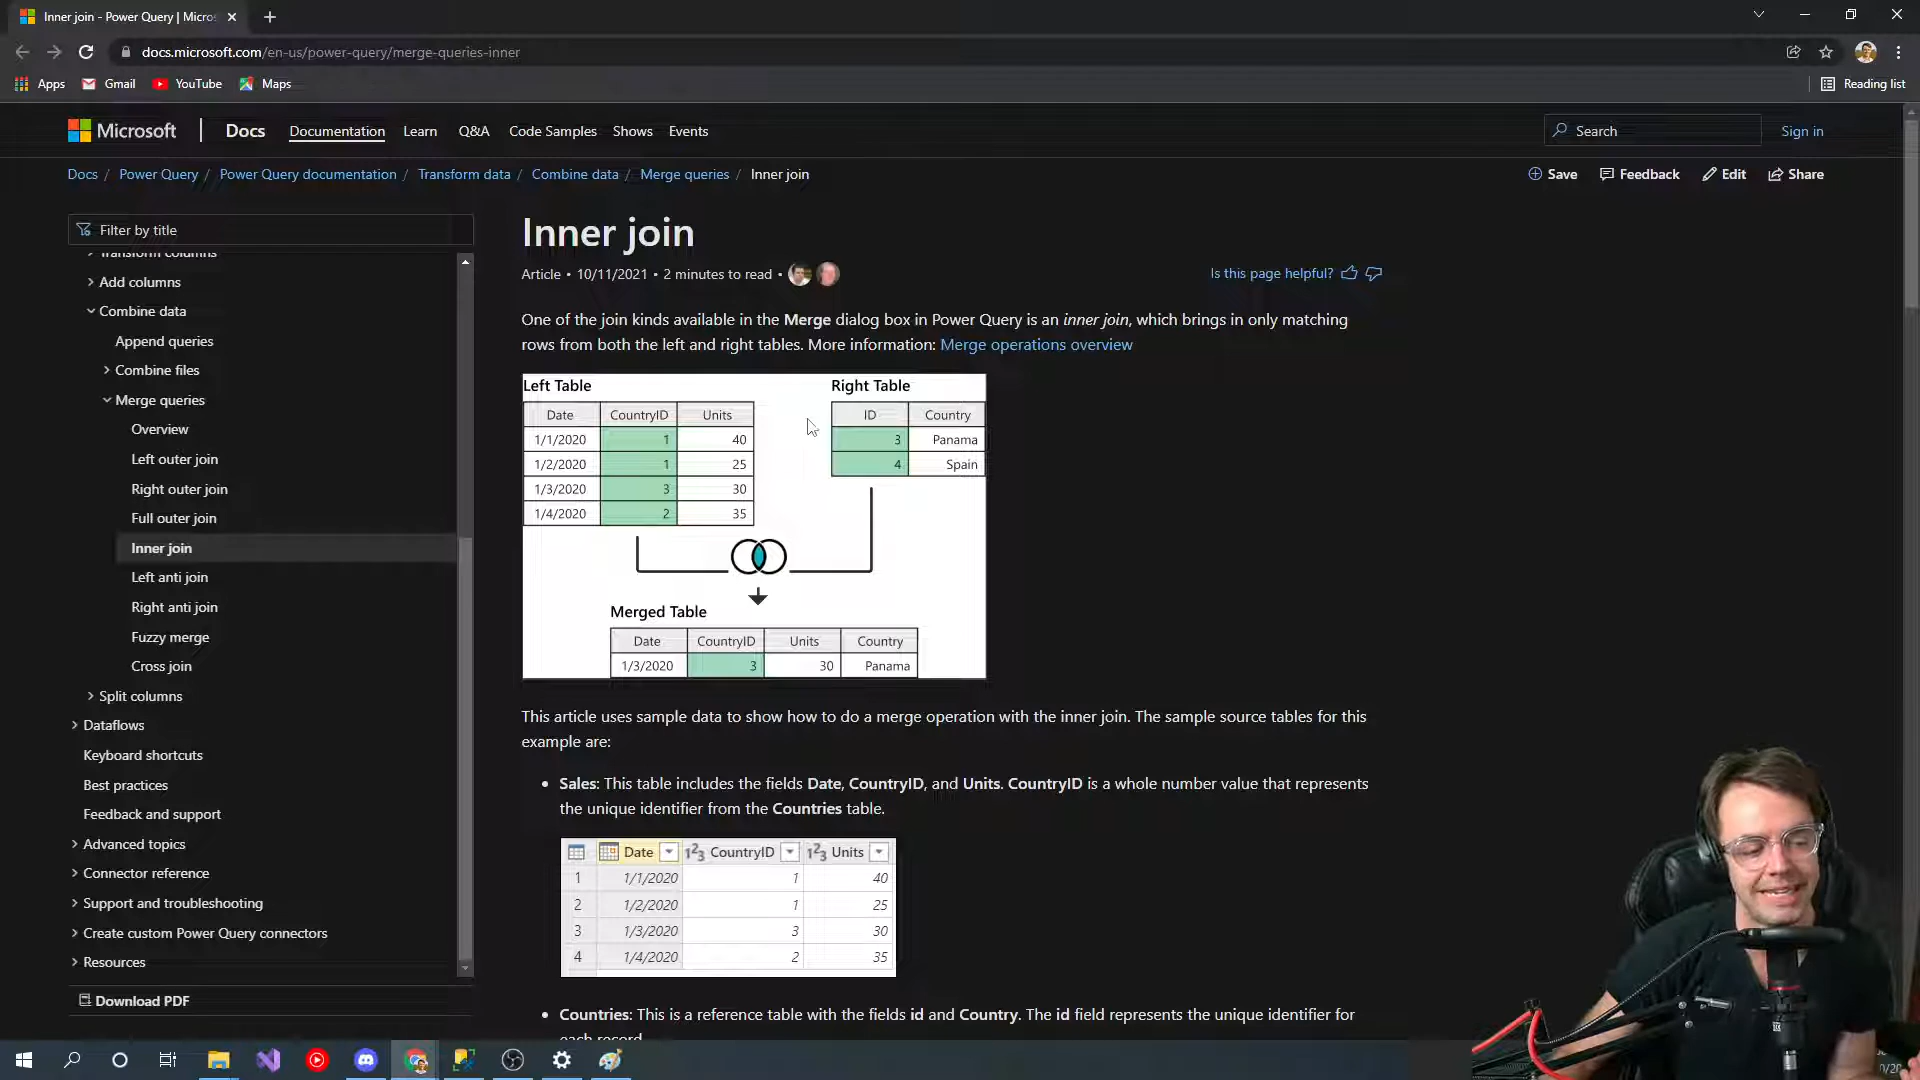 Inner join - Power Query | Micros
docs.microsoft.com/en-us/power-query/merge-queries-inner
Apps Gmail YouTube Maps Reading list
Microsoft Docs Documentation Learn Q&A Code Samples Shows Events Search Sign in
Docs / Power Query / Power Query documentation / Transform data / Combine data / Merge queries / Inner join
Save Feedback Edit Share
Filter by title
Transform columns
Add columns
Combine data
Append queries
Combine files
Merge queries
Overview
Left outer join
Right outer join
Full outer join
Inner join
Left anti join
Right anti join
Fuzzy merge
Cross join
Split columns
Dataflows
Keyboard shortcuts
Best practices
Feedback and support
Advanced topics
Connector reference
Support and troubleshooting
Create custom Power Query connectors
Resources
Download PDF
Inner join
Article • 10/11/2021 • 2 minutes to read •
Is this page helpful?
One of the join kinds available in the Merge dialog box in Power Query is an inner join, which brings in only matching
rows from both the left and right tables. More information: Merge operations overview
Left Table
Date CountryID Units
1/1/2020 1 40
1/2/2020 1 25
1/3/2020 3 30
1/4/2020 2 35
Right Table
ID Country
3 Panama
4 Spain
Merged Table
Date CountryID Units Country
1/3/2020 3 30 Panama
This article uses sample data to show how to do a merge operation with the inner join. The sample source tables for this
example are:
• Sales: This table includes the fields Date, CountryID, and Units. CountryID is a whole number value that represents
the unique identifier from the Countries table.
Date 123 CountryID 123 Units
1 1/1/2020 1 40
2 1/2/2020 1 25
3 1/3/2020 3 30
4 1/4/2020 2 35
• Countries: This is a reference table with the fields id and Country. The id field represents the unique identifier for
each record.